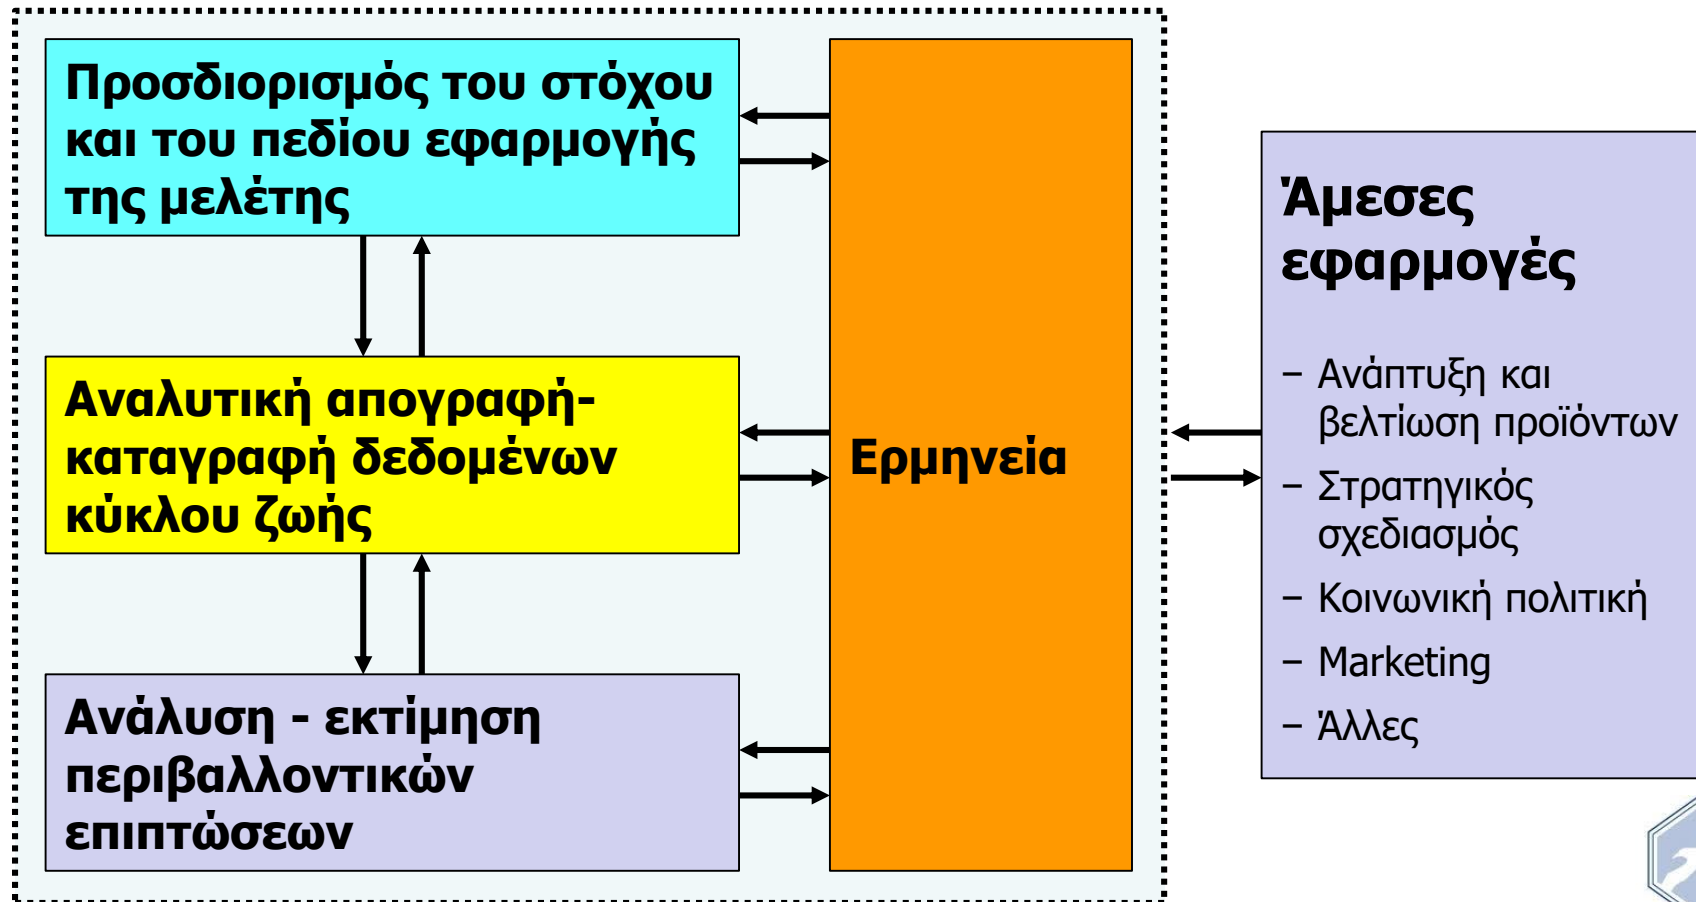 Προσδιορισμός του στόχου
και του πεδίου εφαρμογής
της μελέτης
Αναλυτική απογραφή-
καταγραφή δεδομένων
κύκλου ζωής
Ανάλυση - εκτίμηση
περιβαλλοντικών
επιπτώσεων
Ερμηνεία
Άμεσες
εφαρμογές
– Ανάπτυξη και
βελτίωση προϊόντων
– Στρατηγικός
σχεδιασμός
– Κοινωνική πολιτική
– Marketing
– Άλλες